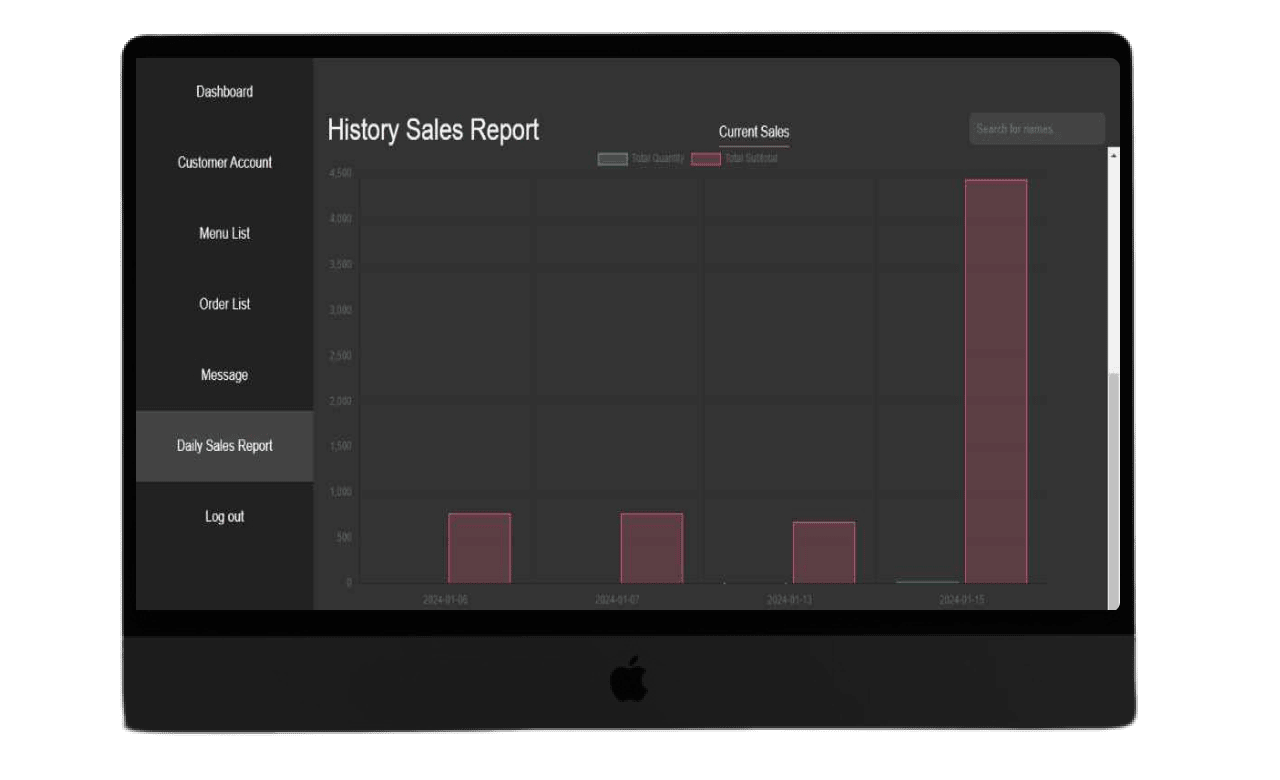 Dashboard
Customer Account
Menu List
Order List
Message
Daily Sales Report
Log out
History Sales Report
Current Sales
Search for names.
Total Quantity
Total Subtotal
4,500
4,000
3,500
3,000
2,500
2,000
1,500
1,000
500
0
2024-01-06
2024-01-07
2024-01-13
2024-01-15